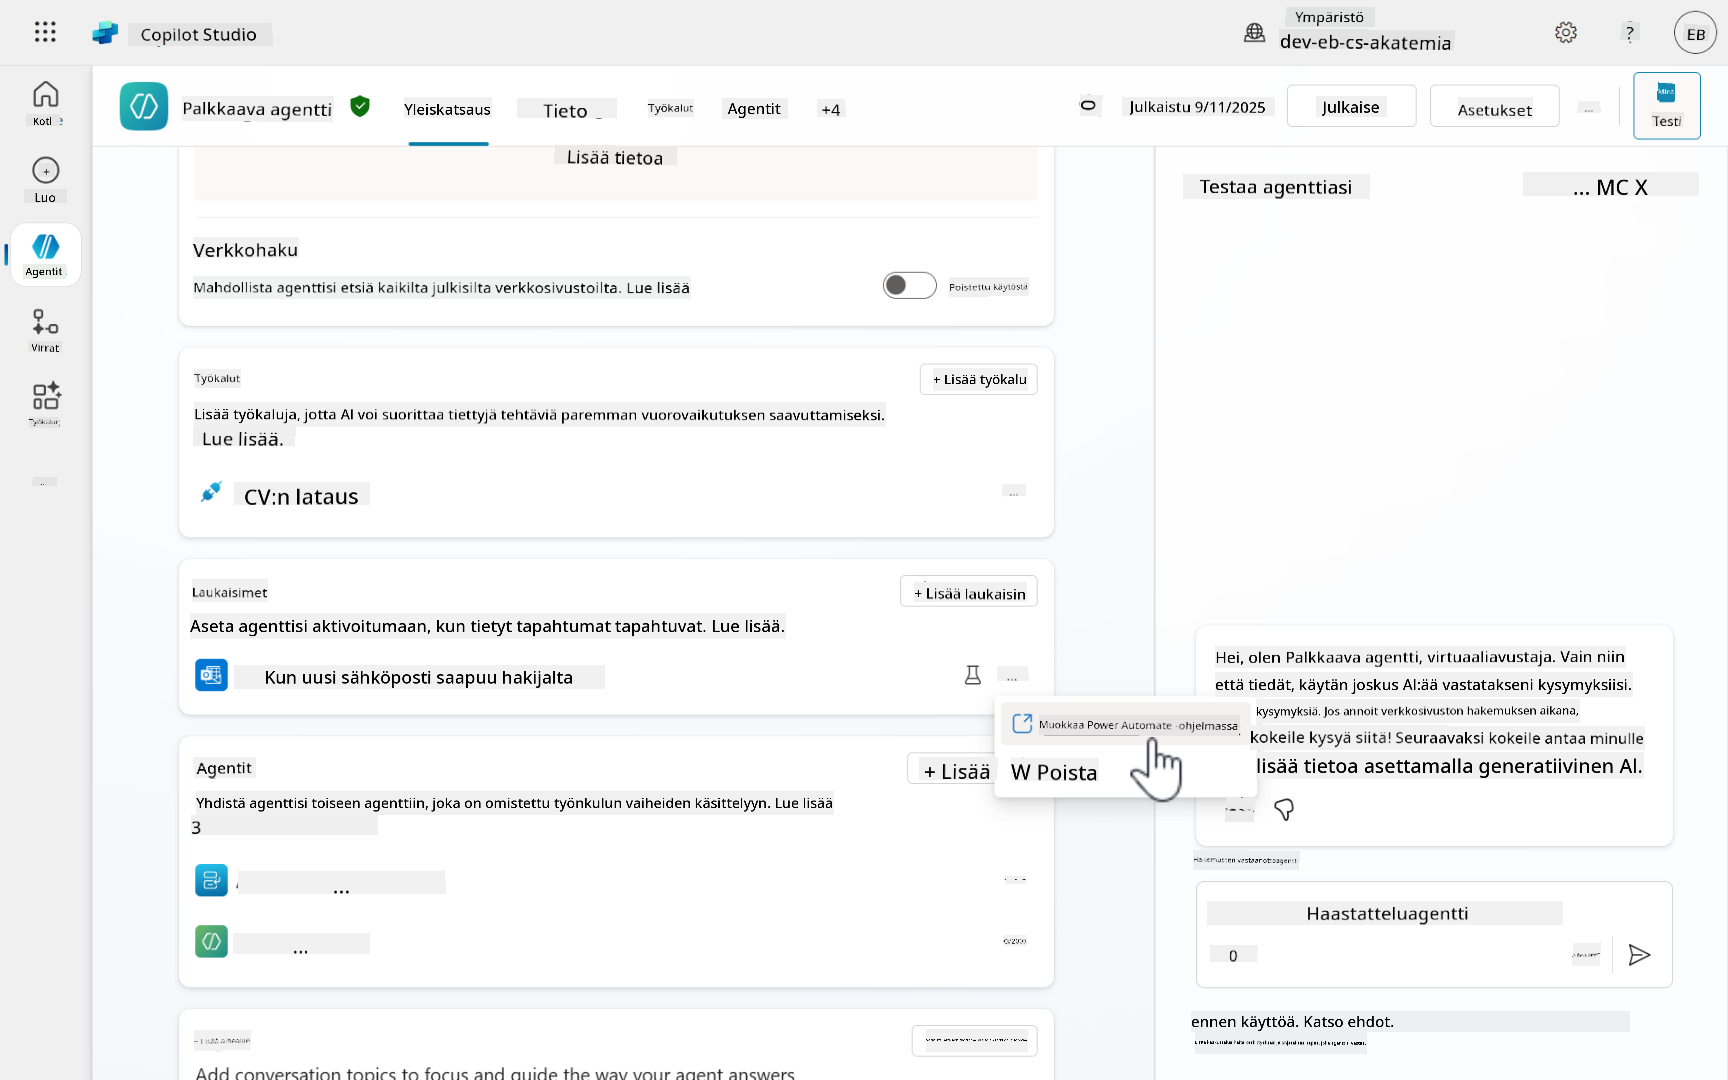 Copilot Studio
Ympäristö
dev-eb-cs-akatemia
?
EB
Koti
Luo
Agentit
Virrat
Työkalut
...
Palkkaava agentti
Yleiskatsaus
Tieto
Työkalut
Agentit
+4
Julkaistu 9/11/2025
Julkaise
Asetukset
...
Testi
Lisää tietoa
Verkkohaku
Mahdollista agenttisi etsiä kaikilta julkisilta verkkosivustoilta. Lue lisää
Poistettu käytöstä
Työkalut
+ Lisää työkalu
Lisää työkaluja, jotta AI voi suorittaa tiettyjä tehtäviä paremman vuorovaikutuksen saavuttamiseksi.
Lue lisää.
CV:n lataus
...
Laukaisimet
+ Lisää laukaisin
Aseta agenttisi aktivoitumaan, kun tietyt tapahtumat tapahtuvat. Lue lisää.
Kun uusi sähköposti saapuu hakijalta
...
Muokkaa Power Automate -ohjelmassa
W Poista
Agentit
+ Lisää
Yhdistä agenttisi toiseen agenttiin, joka on omistettu työnkulun vaiheiden käsittelyyn. Lue lisää
3
...
...
0/2000
+ Lisää aihealue
Add conversation topics to focus and guide the way your agent answers
Testaa agenttiasi
... MC X
Hei, olen Palkkaava agentti, virtuaaliavustaja. Vain niin
että tiedät, käytän joskus AI:ää vastatakseni kysymyksiisi.
kysymyksiä. Jos annoit verkkosivuston hakemuksen aikana,
kokeile kysyä siitä! Seuraavaksi kokeile antaa minulle
lisää tietoa asettamalla generatiivinen AI.
Hakemusten vastaanottoagentti
Haastatteluagentti
0
ennen käyttöä. Katso ehdot.